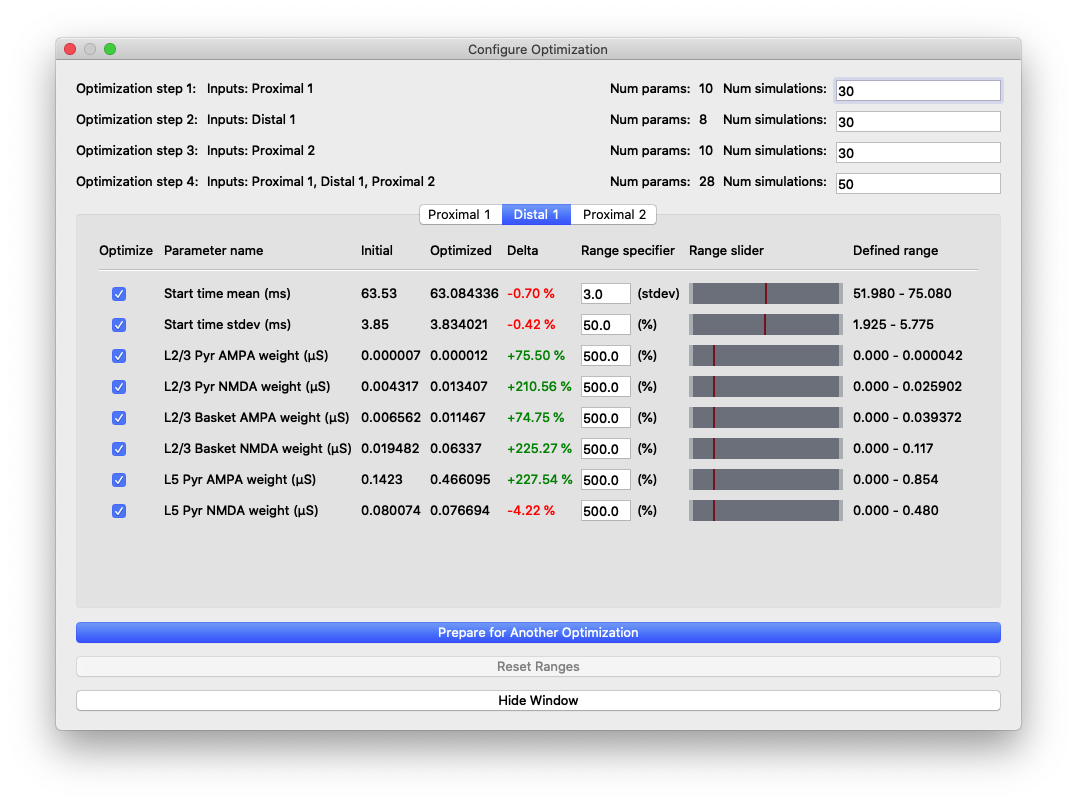 Configure Optimization
Optimization step 1: Inputs: Proximal 1 Num params: 10 Num simulations: 30
Optimization step 2: Inputs: Distal 1 Num params: 8 Num simulations: 30
Optimization step 3: Inputs: Proximal 2 Num params: 10 Num simulations: 30
Optimization step 4: Inputs: Proximal 1, Distal 1, Proximal 2 Num params: 28 Num simulations: 50
Proximal 1 Distal 1 Proximal 2
Optimize Parameter name Initial Optimized Delta Range specifier Range slider Defined range
Start time mean (ms) 63.53 63.084336 -0.70 % 3.0 (stdev) 51.980 - 75.080
Start time stdev (ms) 3.85 3.834021 -0.42 % 50.0 (%) 1.925 - 5.775
L2/3 Pyr AMPA weight (µS) 0.000007 0.000012 +75.50 % 500.0 (%) 0.000 - 0.000042
L2/3 Pyr NMDA weight (µS) 0.004317 0.013407 +210.56 % 500.0 (%) 0.000 - 0.025902
L2/3 Basket AMPA weight (µS) 0.006562 0.011467 +74.75 % 500.0 (%) 0.000 - 0.039372
L2/3 Basket NMDA weight (µS) 0.019482 0.06337 +225.27 % 500.0 (%) 0.000 - 0.117
L5 Pyr AMPA weight (µS) 0.1423 0.466095 +227.54 % 500.0 (%) 0.000 - 0.854
L5 Pyr NMDA weight (µS) 0.080074 0.076694 -4.22 % 500.0 (%) 0.000 - 0.480
Prepare for Another Optimization
Reset Ranges
Hide Window